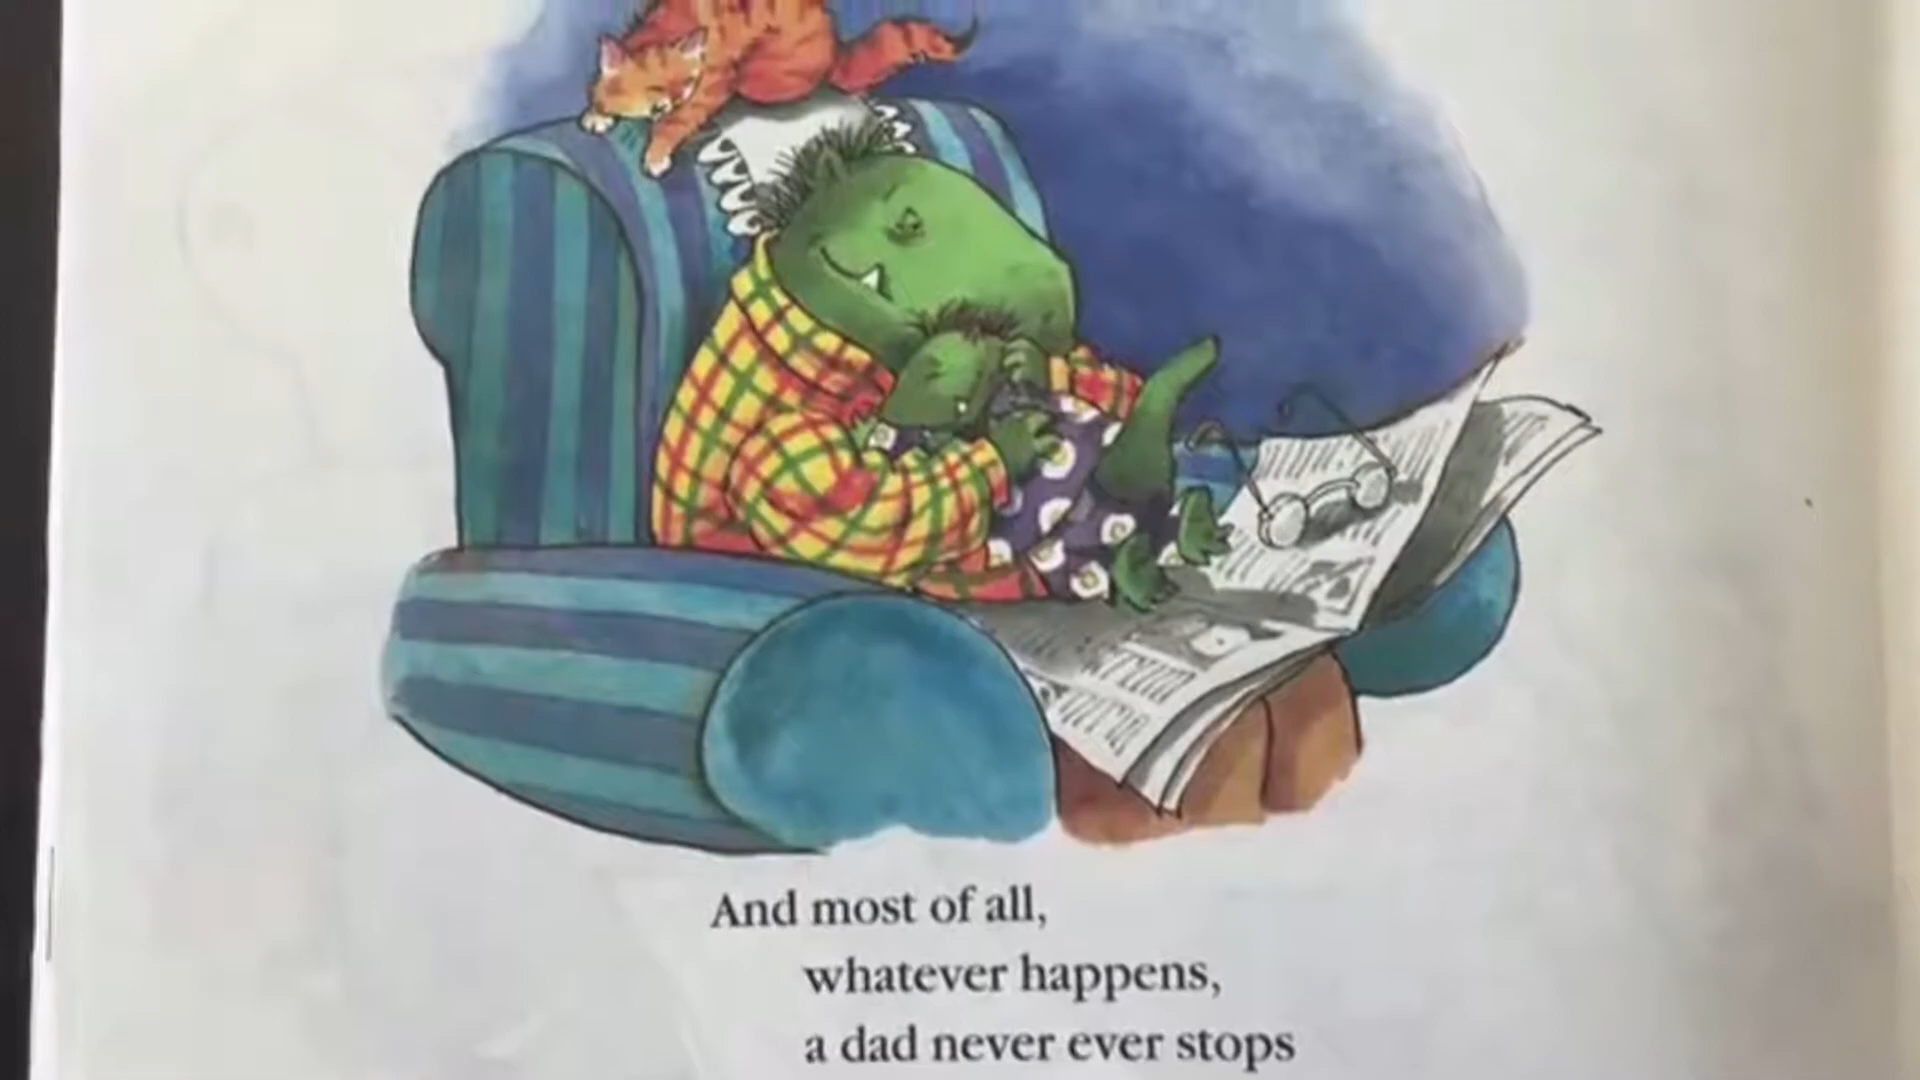 And most of all,
whatever happens,
a dad never ever stops